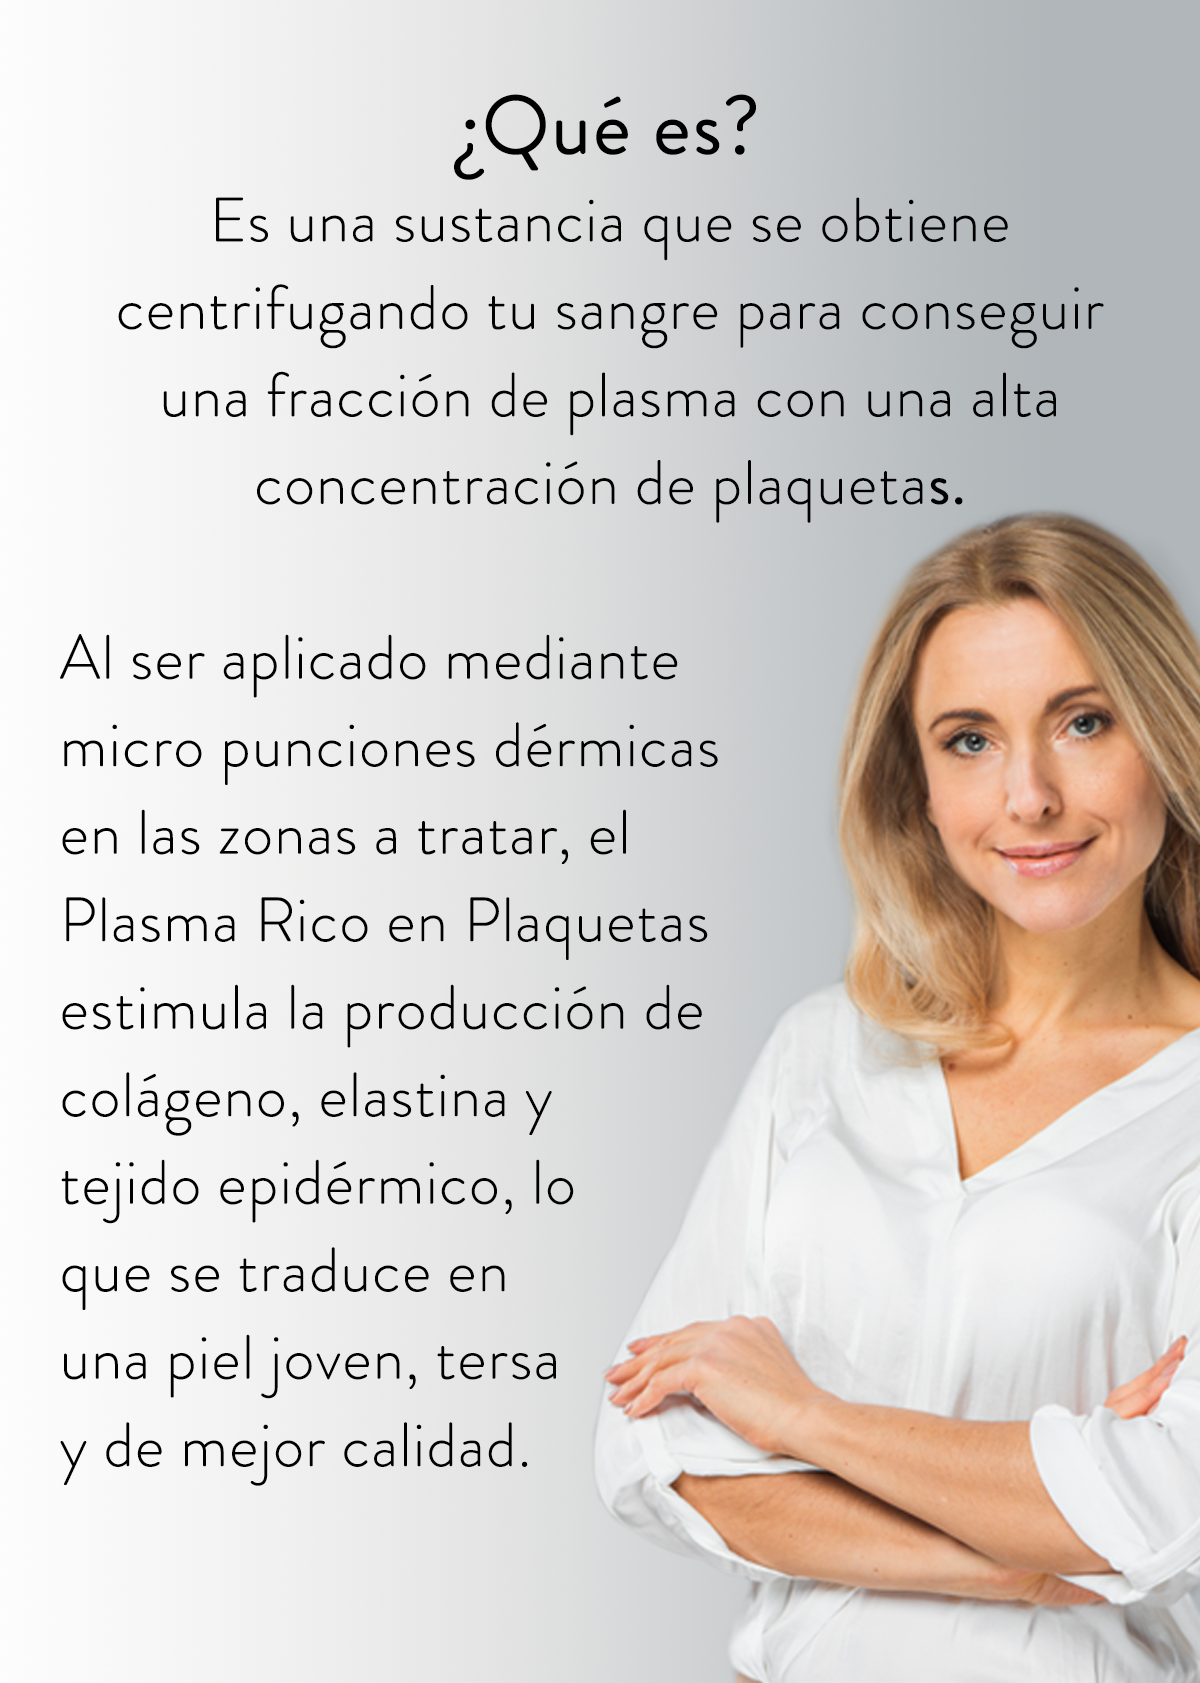 ¿Qué es?
Es una sustancia que se obtiene
centrifugando tu sangre para conseguir
una fracción de plasma con una alta
concentración de plaquetas.
Al ser aplicado mediante
micro punciones dérmicas
en las zonas a tratar, el
Plasma Rico en Plaquetas
estimula la producción de
colágeno, elastina y
tejido epidérmico, lo
que se traduce en
una piel joven, tersa
y de mejor calidad.